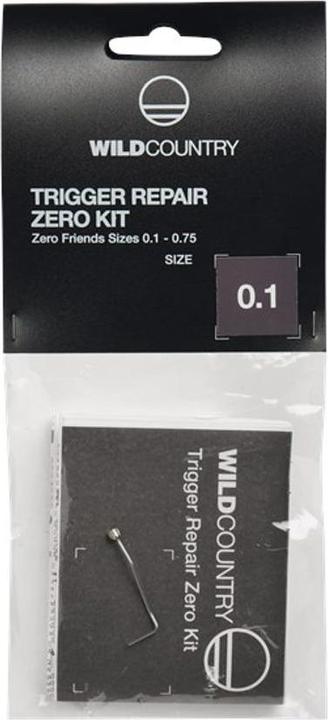 WILDCOUNTRY
TRIGGER REPAIR
ZERO KIT
Zero Friends Sizes 0.1 - 0.75
SIZE
0.1
WILDCOUNTRY
Trigger Repair Zero Kit